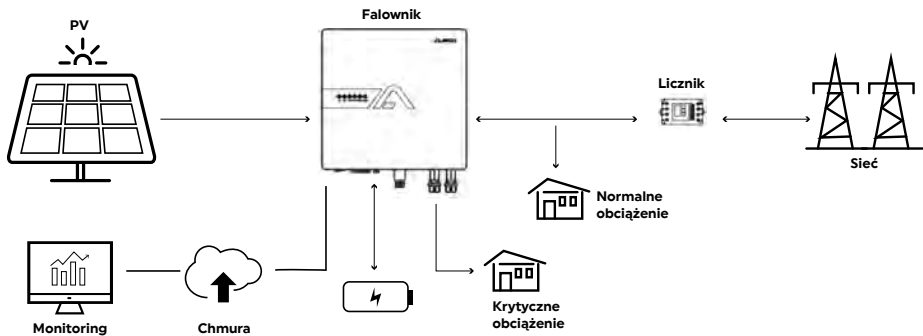 Falownik
PV
Licznik
Sieć
Normalne
obciążenie
Krytyczne
obciążenie
Monitoring
Chmura